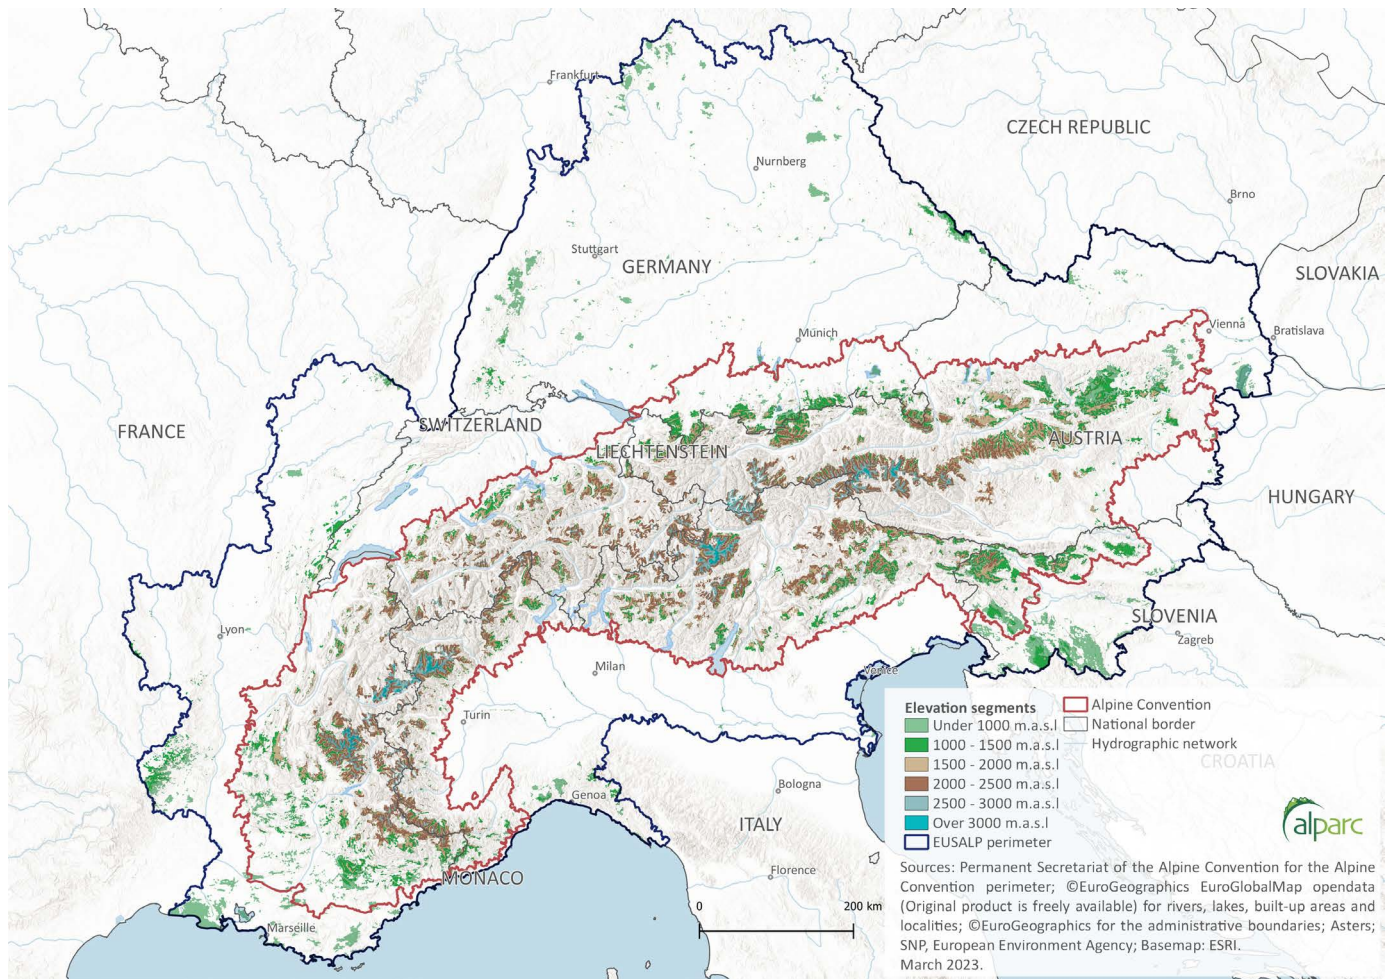 Frankfurt
CZECH REPUBLIC
Nurnberg
Brno
Stuttgart
GERMANY
SLOVAKIA
Munich
Vienna
Bratislava
FRANCE
SWITZERLAND
AUSTRIA
LIECHTENSTEIN
HUNGARY
Lyon
SLOVENIA
Zagreb
Milan
Venice
Turin
Genoa
Bologna
ITALY
CROATIA
Florence
MONACO
Marseille
0 200 km
Elevation segments
Under 1000 m.a.s.l
1000 - 1500 m.a.s.l
1500 - 2000 m.a.s.l
2000 - 2500 m.a.s.l
2500 - 3000 m.a.s.l
Over 3000 m.a.s.l
EUSALP perimeter
Alpine Convention
National border
Hydrographic network
alparc
Sources: Permanent Secretariat of the Alpine Convention for the Alpine
Convention perimeter; ©EuroGeographics EuroGlobalMap opendata
(Original product is freely available) for rivers, lakes, built-up areas and
localities; ©EuroGeographics for the administrative boundaries; Asters;
SNP, European Environment Agency; Basemap: ESRI.
March 2023.